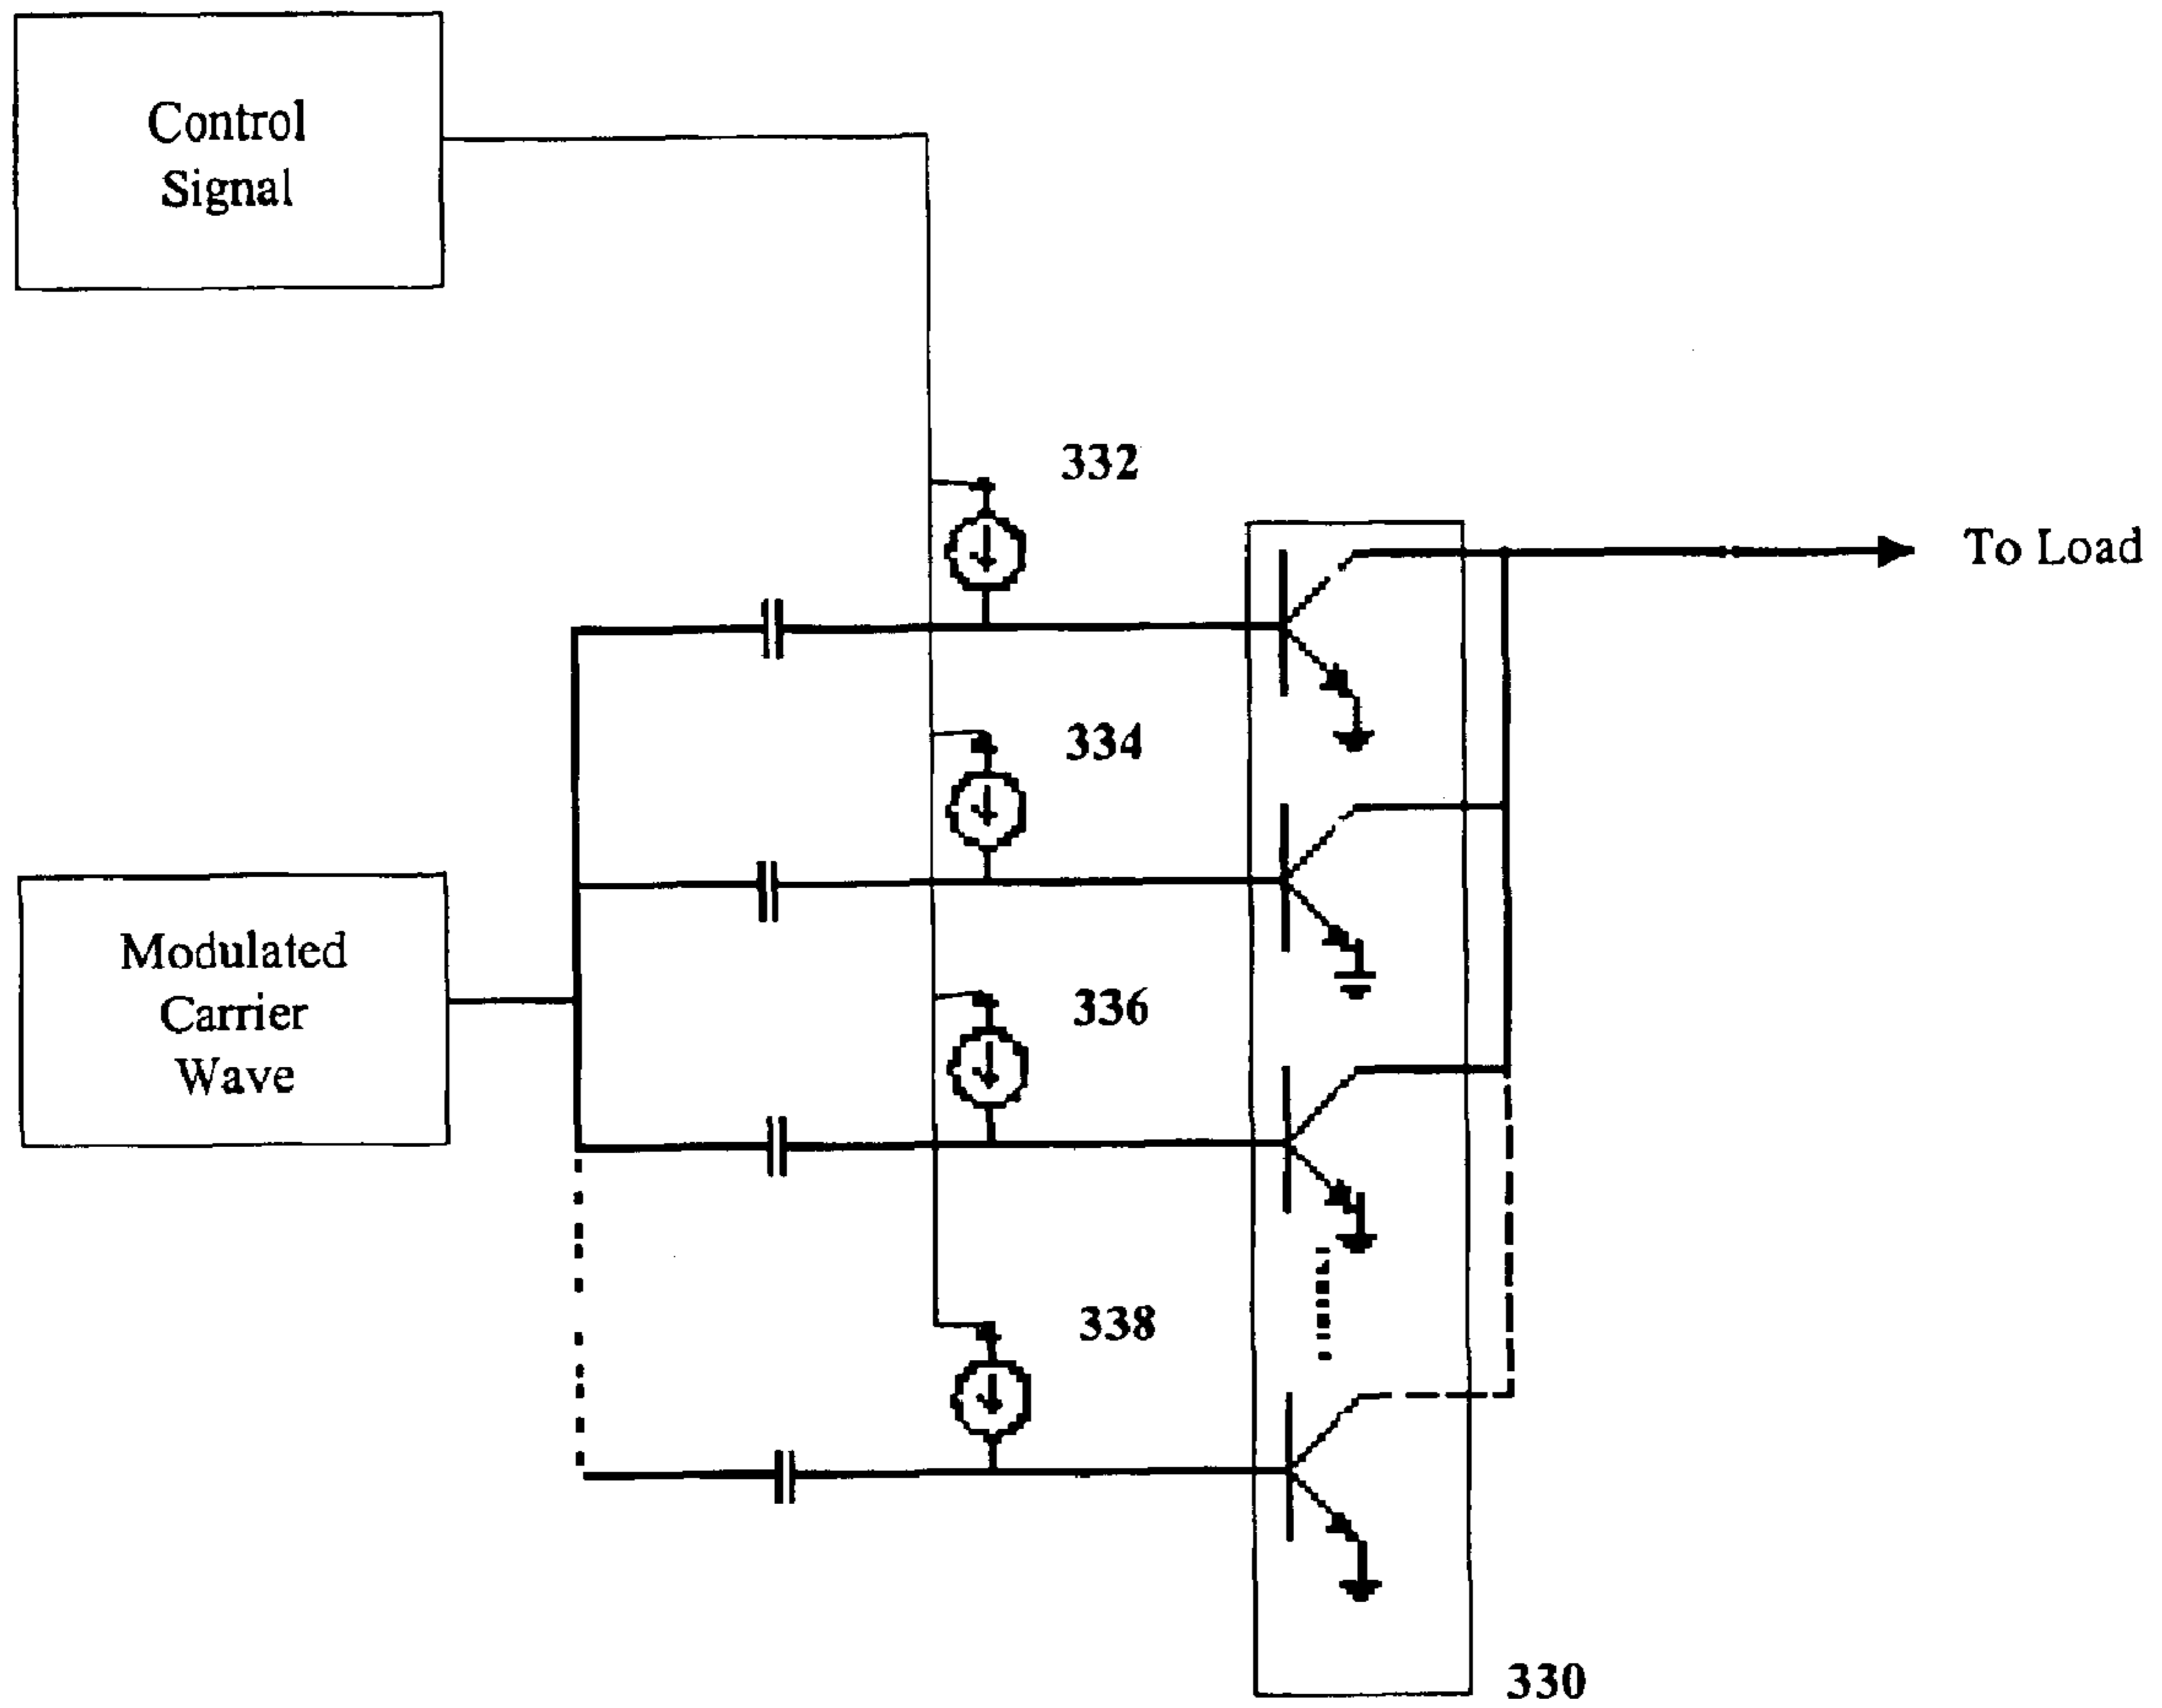 Control
Signal
332
To Load
334
Modulated
Carrier
Wave
336
338
330